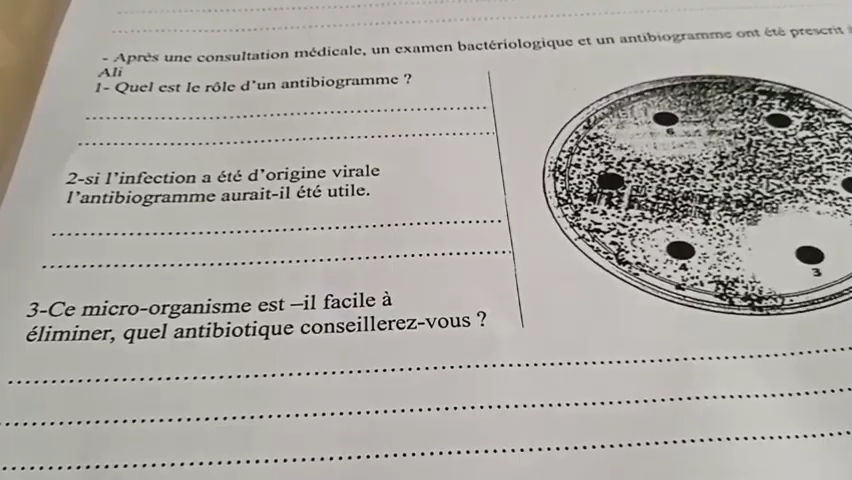 - Après une consultation médicale, un examen bactériologique et un antibiogramme ont été prescrit
Ali
1- Quel est le rôle d'un antibiogramme ?
2-si l'infection a été d'origine virale
l'antibiogramme aurait-il été utile.
3-Ce micro-organisme est –il facile à
éliminer, quel antibiotique conseillerez-vous ?
6
4
3